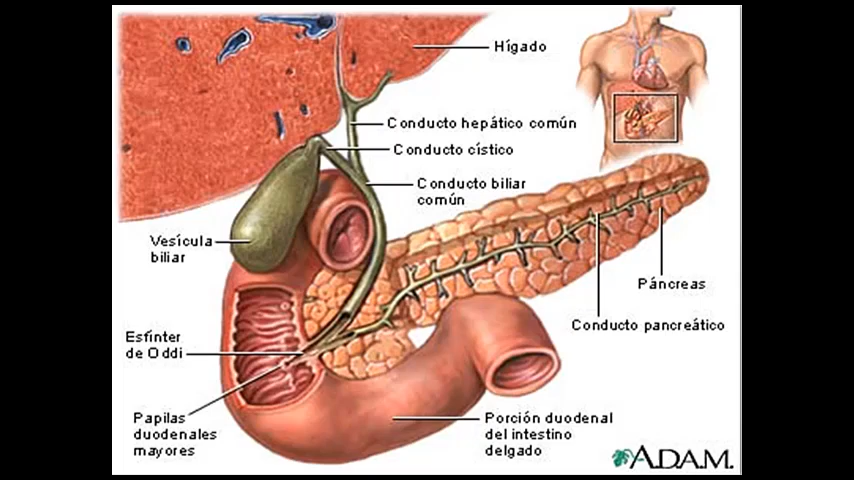 Hígado
Conducto hepático común
Conducto cístico
Conducto biliar
común
Vesícula
biliar
Páncreas
Conducto pancreático
Esfínter
de Oddi
Papilas
duodenales
mayores
Porción duodenal
del intestino
delgado
A.D.A.M.